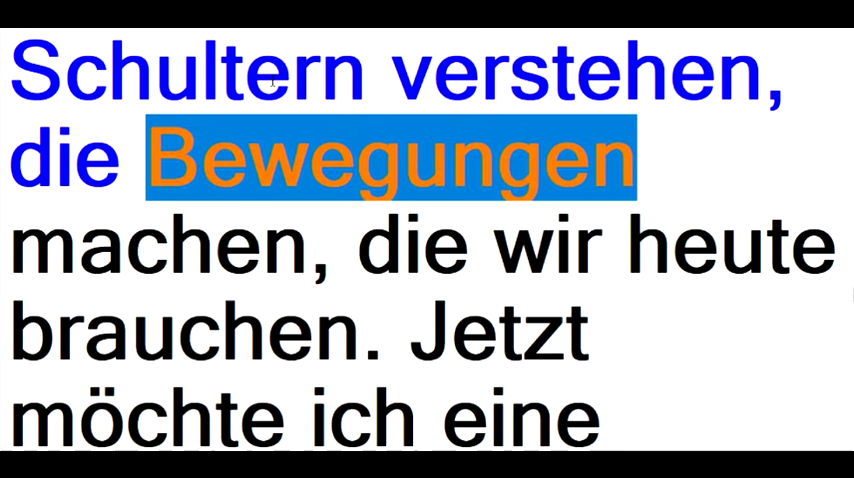 Schultern verstehen,
die Bewegungen
machen, die wir heute
brauchen. Jetzt
möchte ich eine